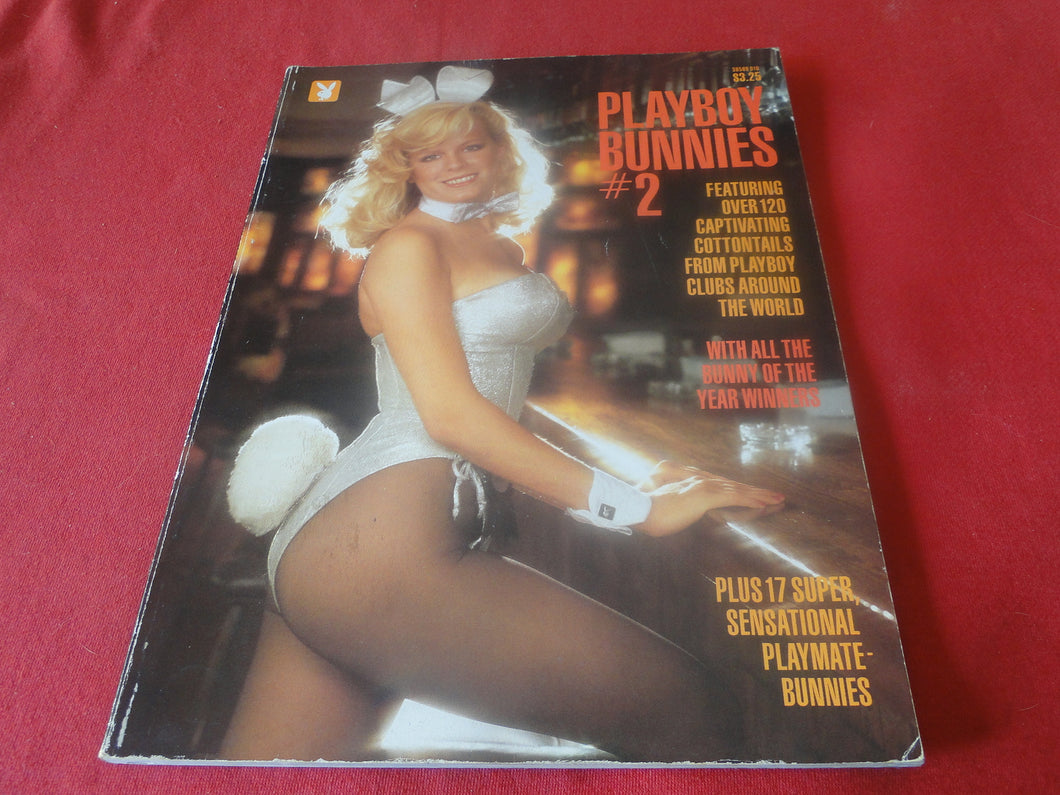 $3.25
PLAYBOY
BUNNIES
#2
FEATURING
OVER 120
CAPTIVATING
COTTONTAILS
FROM PLAYBOY
CLUBS AROUND
THE WORLD
WITH ALL THE
BUNNY OF THE
YEAR WINNERS
PLUS 17 SUPER,
SENSATIONAL
PLAYMATE-
BUNNIES